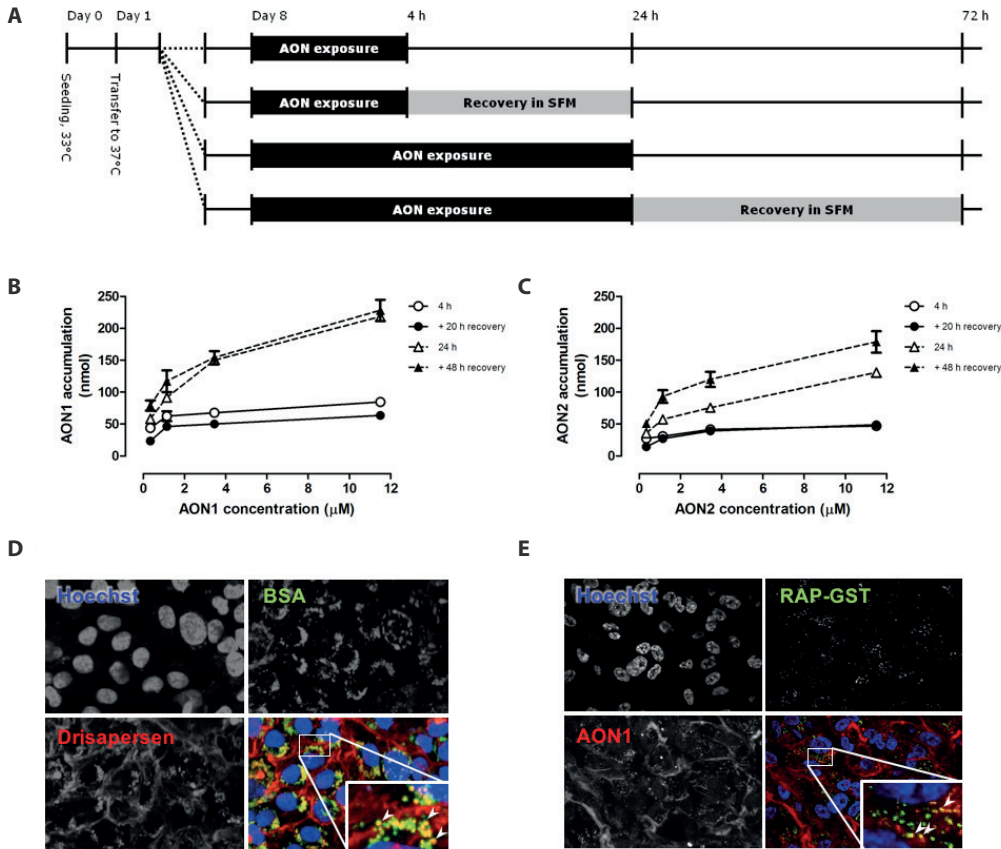 A
Day 0
Day 1
Day 8
4 h
24 h
72 h
Seeding, 33°C
Transfer to 37°C
AON exposure
AON exposure
Recovery in SFM
AON exposure
AON exposure
Recovery in SFM
B
AON1 accumulation
(nmol)
250
200
150
100
50
0
0 2 4 6 8 10 12
AON1 concentration (μM)
4 h
+ 20 h recovery
24 h
+ 48 h recovery
C
AON2 accumulation
(nmol)
250
200
150
100
50
0
0 2 4 6 8 10 12
AON2 concentration (μM)
4 h
+ 20 h recovery
24 h
+ 48 h recovery
D
Hoechst
BSA
Drisapersen
E
Hoechst
RAP-GST
AON1